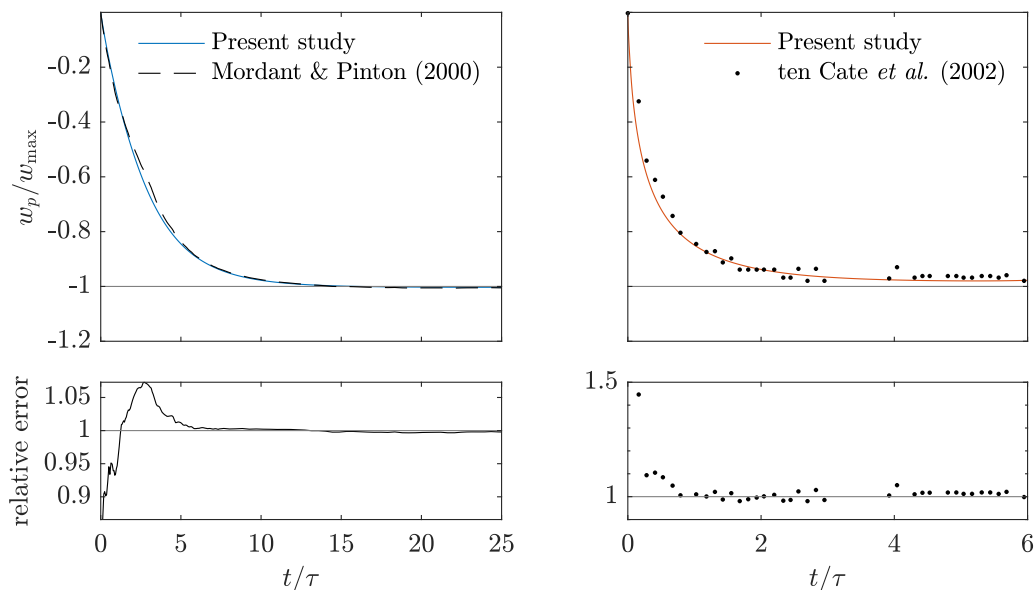 Present study
Mordant & Pinton (2000)
-0.2
-0.4
-0.6
-0.8
-1
-1.2
w_p/w_max
Present study
ten Cate et al. (2002)
1.05
1
0.95
0.9
relative error
0 5 10 15 20 25
t/τ
1.5
1
0 2 4 6
t/τ